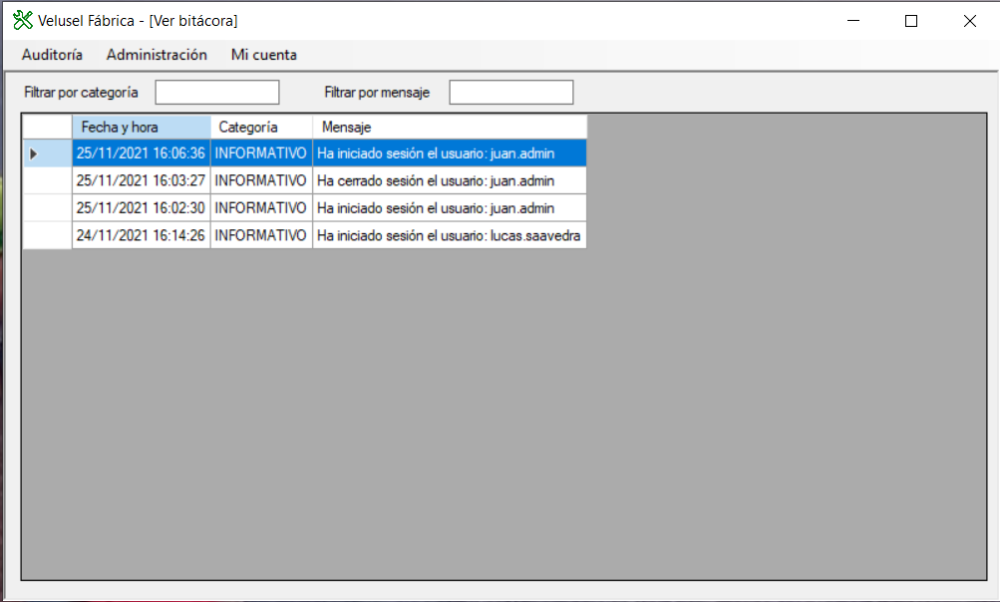 Velusel Fábrica - [Ver bitácora]
Auditoría Administración Mi cuenta
Filtrar por categoría Filtrar por mensaje
Fecha y hora Categoría Mensaje
25/11/2021 16:06:36 INFORMATIVO Ha iniciado sesión el usuario: juan.admin
25/11/2021 16:03:27 INFORMATIVO Ha cerrado sesión el usuario: juan.admin
25/11/2021 16:02:30 INFORMATIVO Ha iniciado sesión el usuario: juan.admin
24/11/2021 16:14:26 INFORMATIVO Ha iniciado sesión el usuario: lucas.saavedra